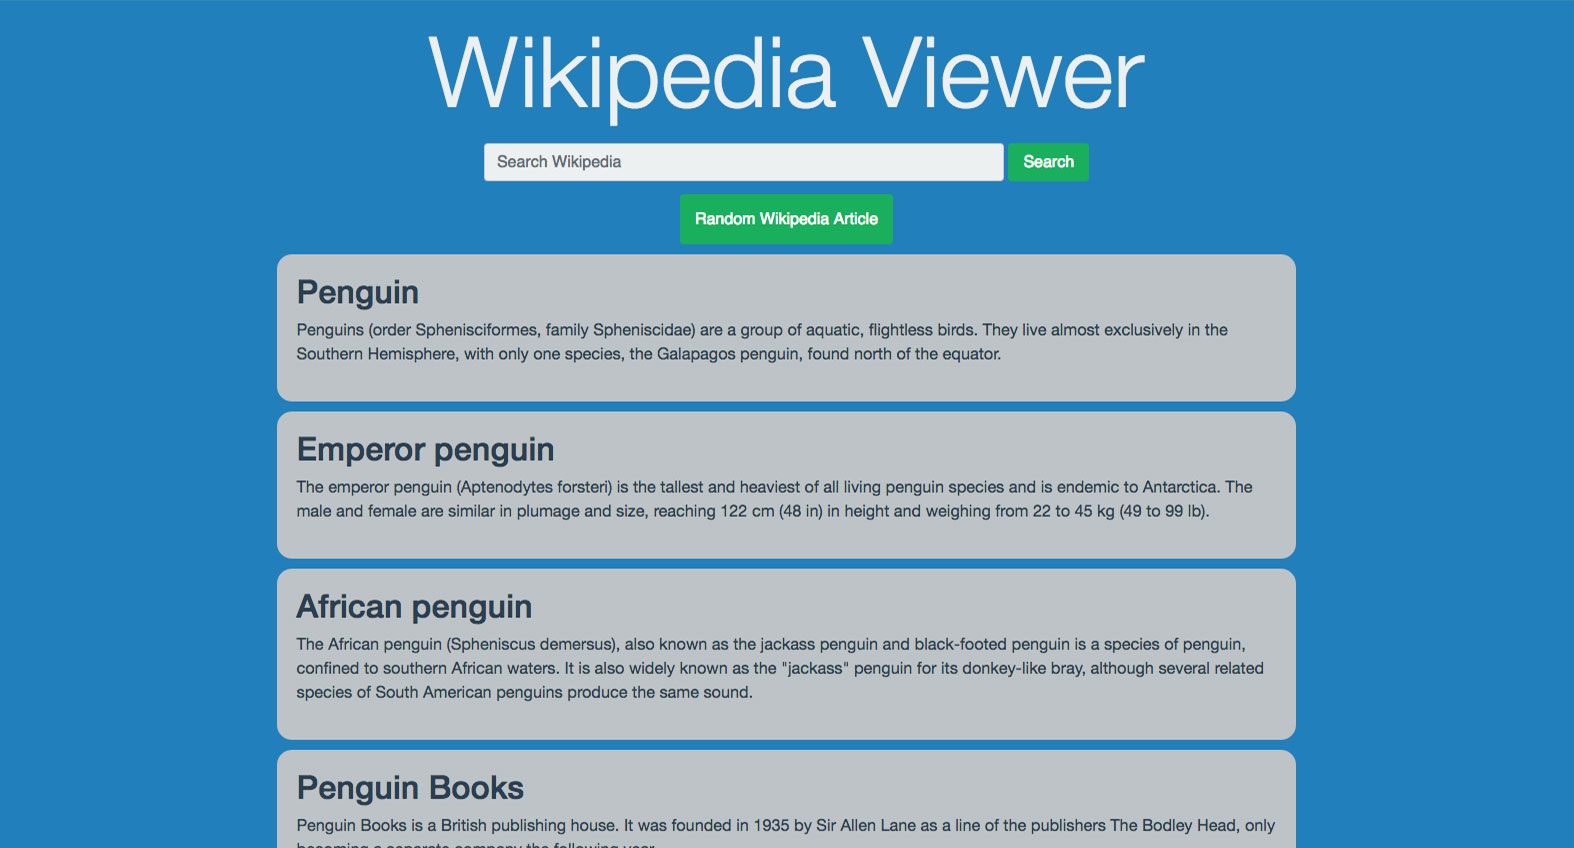 Wikipedia Viewer
Search Wikipedia
Search
Random Wikipedia Article
Penguin
Penguins (order Sphenisciformes, family Spheniscidae) are a group of aquatic, flightless birds. They live almost exclusively in the
Southern Hemisphere, with only one species, the Galapagos penguin, found north of the equator.
Emperor penguin
The emperor penguin (Aptenodytes forsteri) is the tallest and heaviest of all living penguin species and is endemic to Antarctica. The
male and female are similar in plumage and size, reaching 122 cm (48 in) in height and weighing from 22 to 45 kg (49 to 99 lb).
African penguin
The African penguin (Spheniscus demersus), also known as the jackass penguin and black-footed penguin is a species of penguin,
confined to southern African waters. It is also widely known as the "jackass" penguin for its donkey-like bray, although several related
species of South American penguins produce the same sound.
Penguin Books
Penguin Books is a British publishing house. It was founded in 1935 by Sir Allen Lane as a line of the publishers The Bodley Head, only
becoming a separate company the following year.